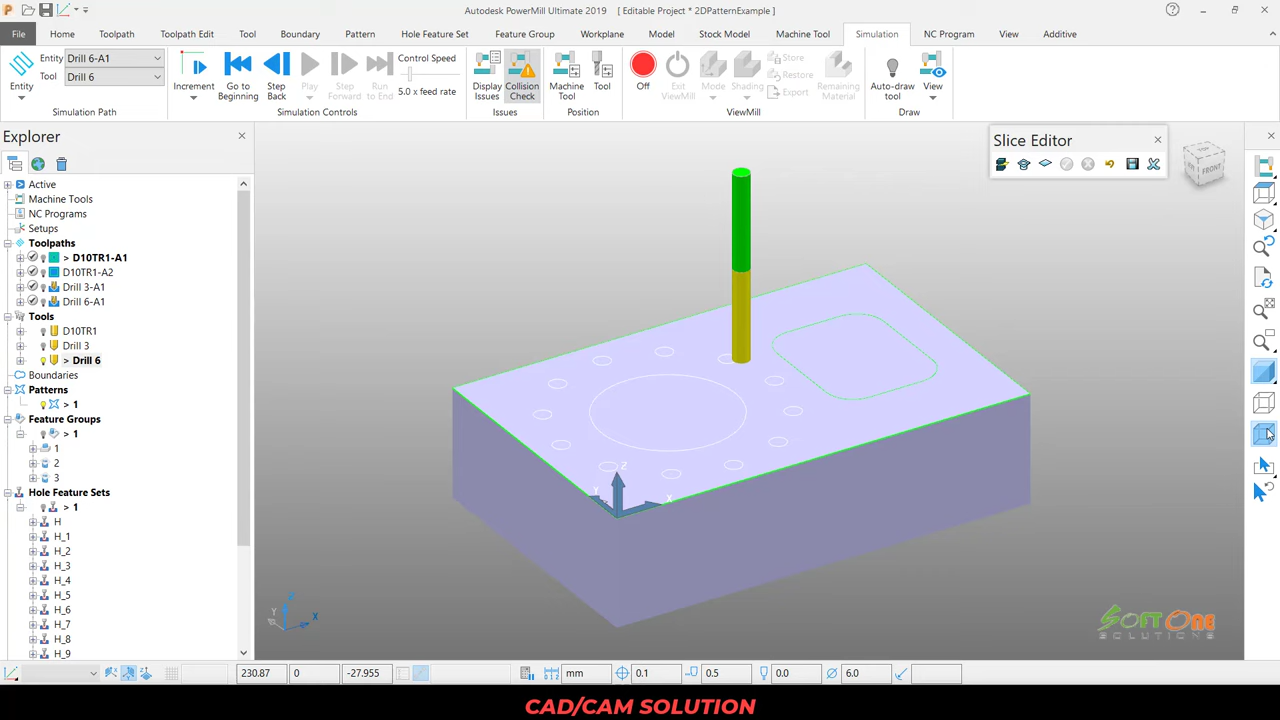 Autodesk PowerMill Ultimate 2019 [ Editable Project * 2DPatternExample ]
File Home Toolpath Toolpath Edit Tool Boundary Pattern Hole Feature Set Feature Group Workplane Model Stock Model Machine Tool Simulation NC Program View Additive
Entity
Entity Drill 6-A1
Tool Drill 6
Simulation Path
Increment
Go to Beginning
Step Back
Play
Step Forward
Run to End
Control Speed
5.0 x feed rate
Simulation Controls
Display Issues
Collision Check
Issues
Machine Tool
Tool
Position
Off
Exit ViewMill
Mode
Shading
Store
Restore
Export
Remaining Material
ViewMill
Auto-draw tool
View
Draw
Explorer
Active
Machine Tools
NC Programs
Setups
Toolpaths
> D10TR1-A1
D10TR1-A2
Drill 3-A1
Drill 6-A1
Tools
D10TR1
Drill 3
> Drill 6
Boundaries
Patterns
> 1
Feature Groups
> 1
1
2
3
Hole Feature Sets
> 1
H
H_1
H_2
H_3
H_4
H_5
H_6
H_7
H_8
H_9
Slice Editor
FRONT
Z
Y
X
Y
X
SOFTONE
SOLUTIONS
230.87 0 -27.955 mm 0.1 0.5 0.0 6.0
CAD/CAM SOLUTION